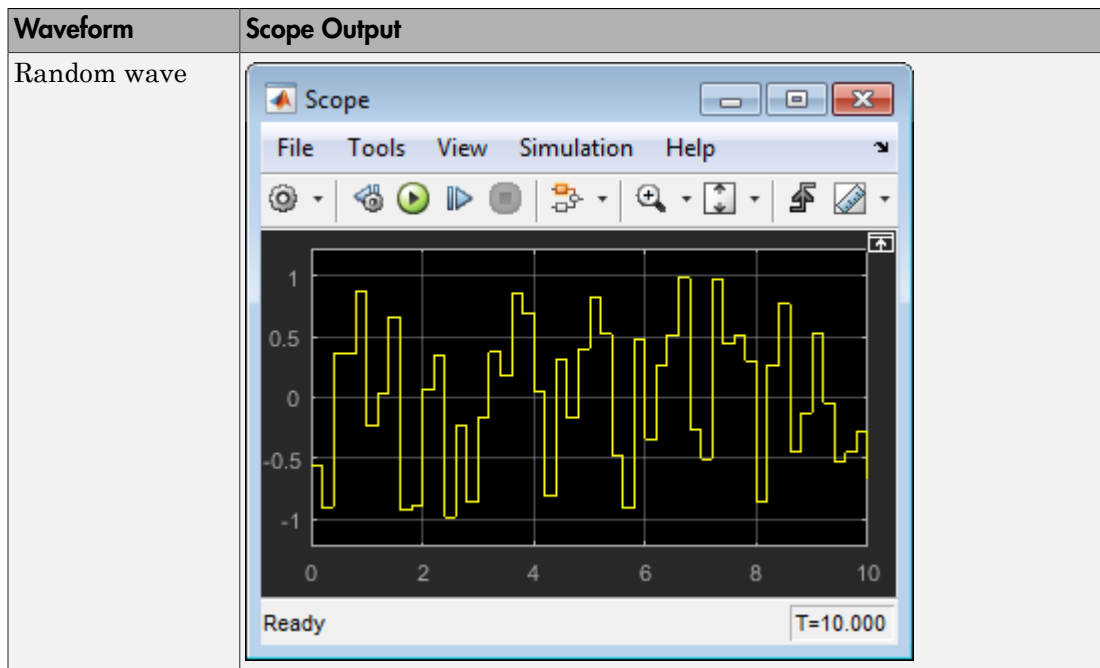 Waveform Scope Output
Random wave
Scope
File Tools View Simulation Help
1
0.5
0
-0.5
-1
0 2 4 6 8 10
Ready T=10.000